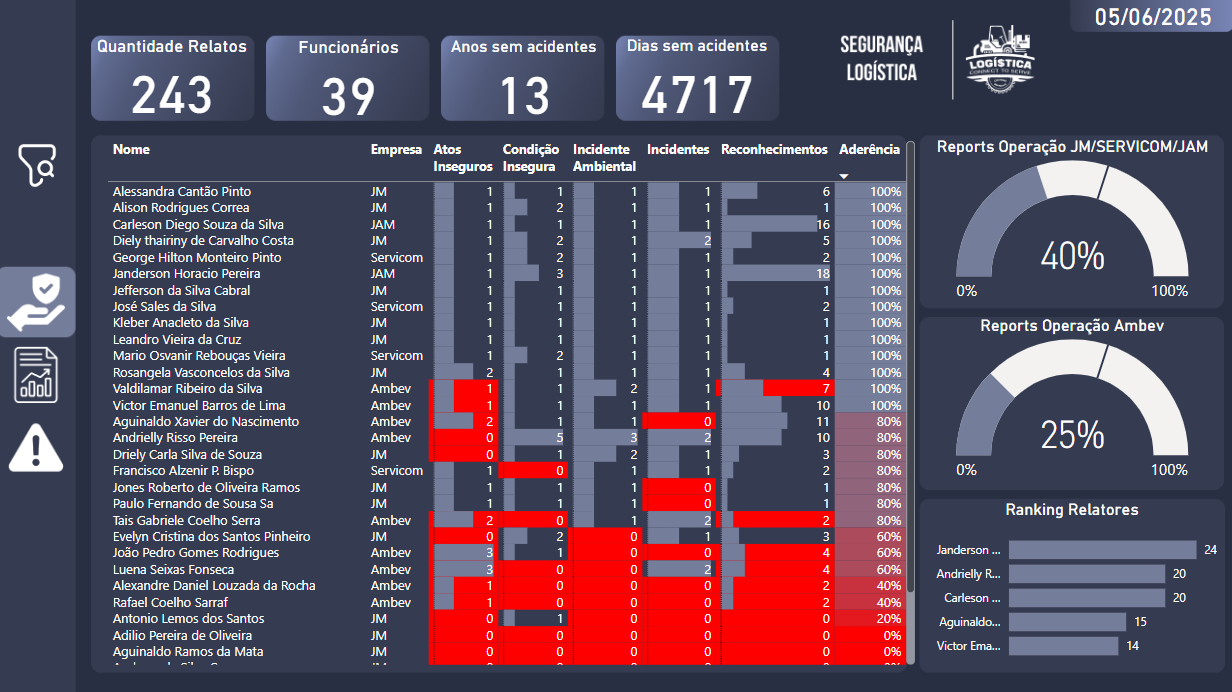 05/06/2025
Quantidade Relatos
243
Funcionários
39
Anos sem acidentes
13
Dias sem acidentes
4717
SEGURANÇA
LOGÍSTICA
LOGÍSTICA
CONNECT TO SERVE
Nome Empresa Atos Inseguros Condição Insegura Incidente Ambiental Incidentes Reconhecimentos Aderência
Alessandra Cantão Pinto JM 1 1 1 1 6 100%
Alison Rodrigues Correa JM 1 2 1 1 1 100%
Carleson Diego Souza da Silva JAM 1 1 1 1 16 100%
Diely thairiny de Carvalho Costa JM 1 2 1 2 5 100%
George Hilton Monteiro Pinto Servicom 1 2 1 1 2 100%
Janderson Horacio Pereira JAM 1 3 1 1 18 100%
Jefferson da Silva Cabral JM 1 1 1 1 1 100%
José Sales da Silva Servicom 1 1 1 1 2 100%
Kleber Anacleto da Silva JM 1 1 1 1 1 100%
Leandro Vieira da Cruz JM 1 1 1 1 1 100%
Mario Osvanir Rebouças Vieira Servicom 1 2 1 1 1 100%
Rosangela Vasconcelos da Silva JM 2 1 1 1 4 100%
Valdilamar Ribeiro da Silva Ambev 1 1 2 1 7 100%
Victor Emanuel Barros de Lima Ambev 1 1 1 1 10 100%
Aguinaldo Xavier do Nascimento Ambev 2 1 1 0 11 80%
Andrielly Risso Pereira Ambev 0 5 3 2 10 80%
Driely Carla Silva de Souza JM 0 1 2 1 3 80%
Francisco Alzenir P. Bispo Servicom 1 0 1 1 2 80%
Jones Roberto de Oliveira Ramos JM 1 1 1 0 1 80%
Paulo Fernando de Sousa Sa JM 1 1 1 0 1 80%
Tais Gabriele Coelho Serra Ambev 2 0 1 2 2 80%
Evelyn Cristina dos Santos Pinheiro JM 0 2 0 1 3 60%
João Pedro Gomes Rodrigues Ambev 3 1 0 0 4 60%
Luena Seixas Fonseca Ambev 3 0 0 2 4 60%
Alexandre Daniel Louzada da Rocha Ambev 1 0 0 0 2 40%
Rafael Coelho Sarraf Ambev 1 0 0 0 2 40%
Antonio Lemos dos Santos JM 0 1 0 0 0 20%
Adilio Pereira de Oliveira JM 0 0 0 0 0 0%
Aguinaldo Ramos da Mata JM 0 0 0 0 0 0%
Reports Operação JM/SERVICOM/JAM
40%
0% 100%
Reports Operação Ambev
25%
0% 100%
Ranking Relatores
Janderson ... 24
Andrielly R... 20
Carleson ... 20
Aguinaldo... 15
Victor Ema... 14